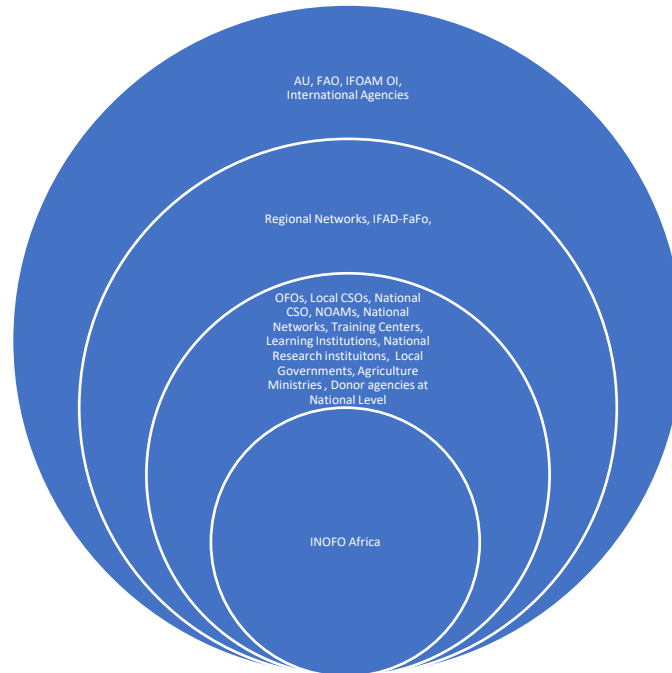 AU, FAO, IFOAM OI,
International Agencies
Regional Networks, IFAD-FaFo,
OFOs, Local CSOs, National
CSO, NOAMs, National
Networks, Training Centers,
Learning Institutions, National
Research instituitons, Local
Governments, Agriculture
Ministries , Donor agencies at
National Level
INOFO Africa